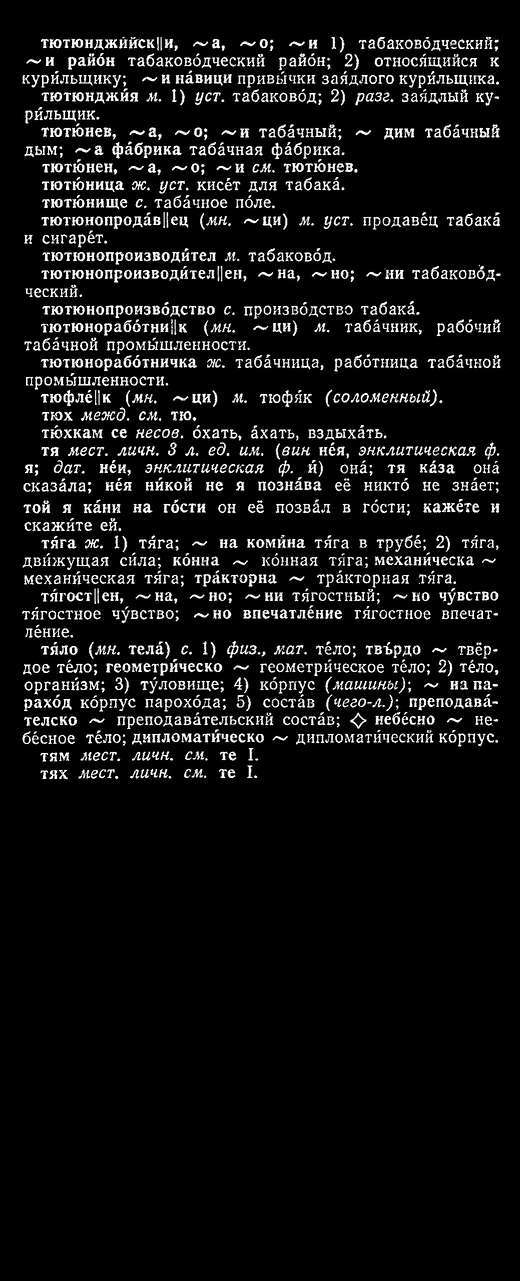 тютюнджи́йск||и, ~а, ~о; ~и 1) табаково́дческий;
~и райо́н табаково́дческий райо́н; 2) относя́щийся к
кури́льщику; ~и на́вици привы́чки зая́длого кури́льщика.
тютюнджи́я м. 1) уст. табаково́д; 2) разг. зая́длый ку-
ри́льщик.
тютю́нев, ~а, ~о; ~и таба́чный; ~ дим таба́чный
дым; ~а фа́брика таба́чная фа́брика.
тютю́нен, ~а, ~о; ~и см. тютю́нев.
тютю́ница ж. уст. кисе́т для табака́.
тютю́нище с. таба́чное по́ле.
тютюнопрода́в||ец (мн. ~ци) м. уст. продаве́ц табака́
и сигаре́т.
тютюнопроизводи́тел м. табаково́д.
тютюнопроизводи́тел||ен, ~на, ~но; ~ни табаково́д-
ческий.
тютюнопроизво́дство с. произво́дство табака́.
тютюнорабо́тни||к (мн. ~ци) м. таба́чник, рабо́чий
таба́чной промы́шленности.
тютюнорабо́тничка ж. таба́чница, рабо́тница таба́чной
промы́шленности.
тюфле́||к (мн. ~ци) м. тюфя́к (соломенный).
тюх межд. см. тю.
тю́хкам се несов. о́хать, а́хать, вздыха́ть.
тя мест. личн. 3 л. ед. им. (вин не́я, энклитическая ф.
я; дат. не́и, энклитическая ф. и́) она́; тя ка́за она́
сказа́ла; не́я ни́кой не я позна́ва её никто́ не зна́ет;
той я ка́ни на го́сти он её позва́л в го́сти; каже́те и
скажи́те ей.
тя́га ж. 1) тя́га; ~ на коми́на тя́га в трубе́; 2) тя́га,
дви́жущая си́ла; ко́нна ~ ко́нная тя́га; механи́ческа ~
механи́ческая тя́га; тра́кторна ~ тра́кторная тя́га.
тя́гост||ен, ~на, ~но; ~ни тя́гостный; ~но чу́вство
тя́гостное чу́вство; ~но впечатле́ние тя́гостное впечат-
ле́ние.
тя́ло (мн. тела́) с. 1) физ., мат. те́ло; твъ́рдо ~ твёр-
дое те́ло; геометри́ческо ~ геометри́ческое те́ло; 2) те́ло,
органи́зм; 3) ту́ловище; 4) ко́рпус (машины); ~ на па-
рахо́д ко́рпус парохо́да; 5) соста́в (чего-л.); преподава́-
телско ~ преподава́тельский соста́в; ◇ небе́сно ~ не-
бе́сное те́ло; дипломати́ческо ~ дипломати́ческий ко́рпус.
тям мест. личн. см. те I.
тях мест. личн. см. те I.